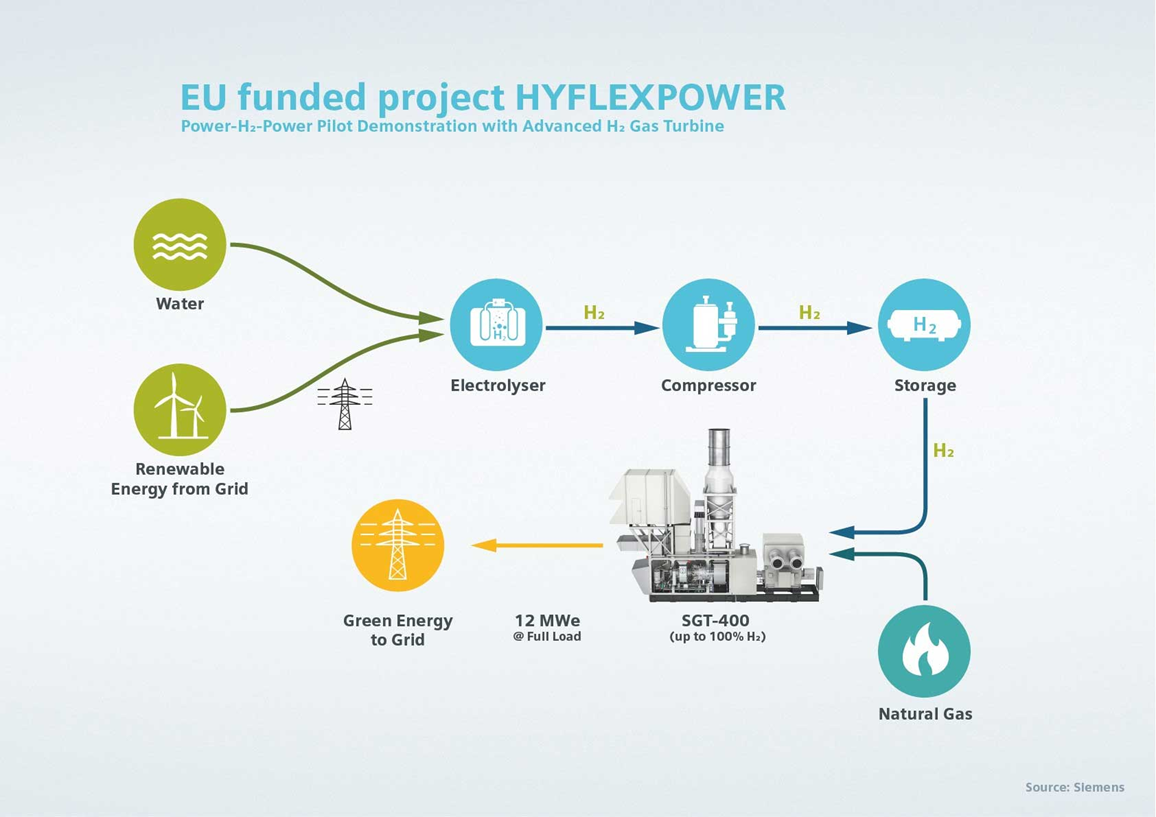 EU funded project HYFLEXPOWER
Power-H₂-Power Pilot Demonstration with Advanced H₂ Gas Turbine
Water
Renewable
Energy from Grid
H₂
Electrolyser
H₂
Compressor
H₂
H₂
Storage
H₂
Green Energy
to Grid
12 MWe
@ Full Load
SGT-400
(up to 100% H₂)
Natural Gas
Source: Siemens